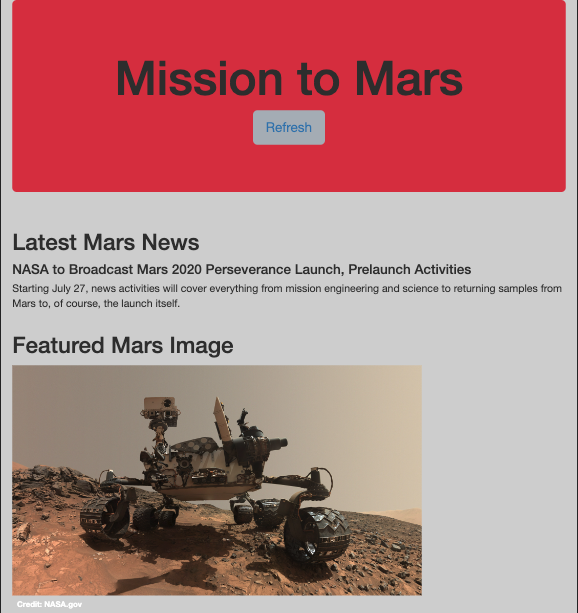 Mission to Mars
Refresh
Latest Mars News
NASA to Broadcast Mars 2020 Perseverance Launch, Prelaunch Activities
Starting July 27, news activities will cover everything from mission engineering and science to returning samples from
Mars to, of course, the launch itself.
Featured Mars Image
Credit: NASA.gov